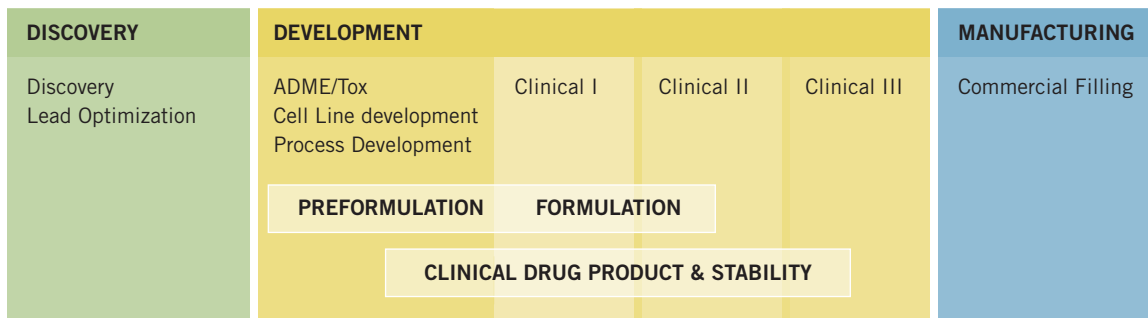 DISCOVERY
Discovery
Lead Optimization
DEVELOPMENT
ADME/Tox
Cell Line development
Process Development
Clinical I
Clinical II
Clinical III
PREFORMULATION FORMULATION
CLINICAL DRUG PRODUCT & STABILITY
MANUFACTURING
Commercial Filling